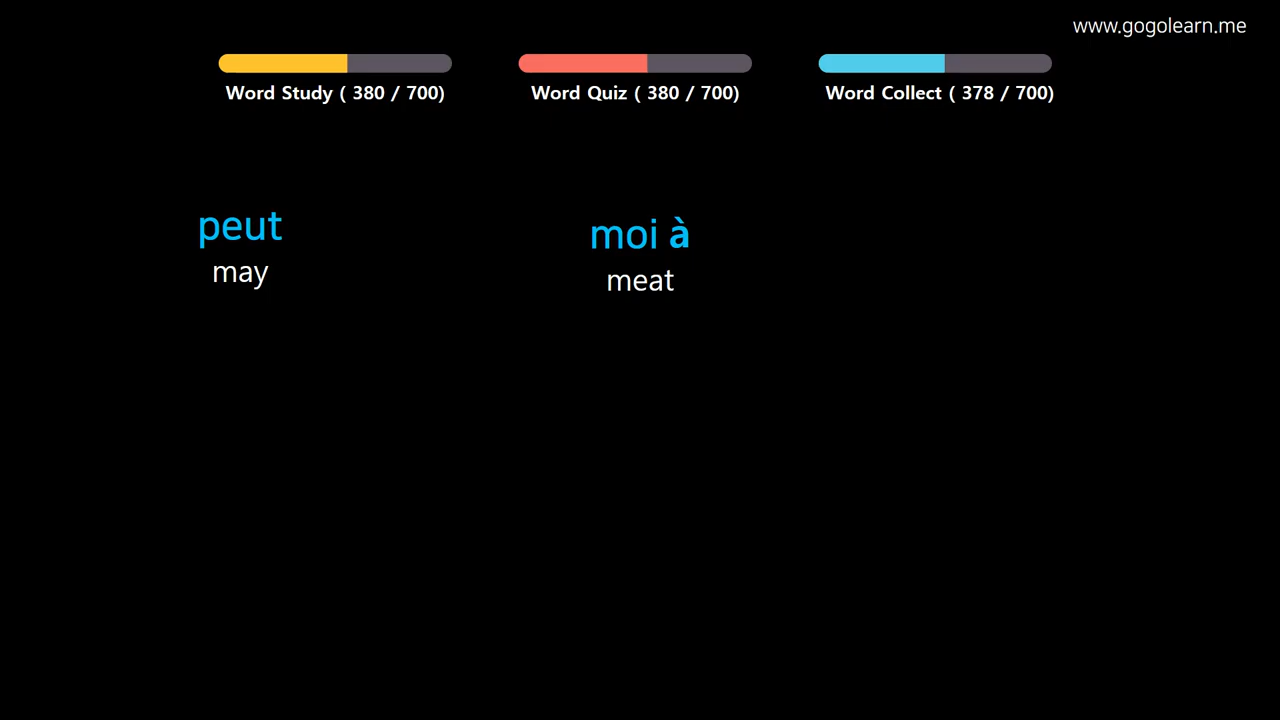 www.gogolearn.me
Word Study ( 380 / 700)
Word Quiz ( 380 / 700)
Word Collect ( 378 / 700)
peut
may
moi à
meat